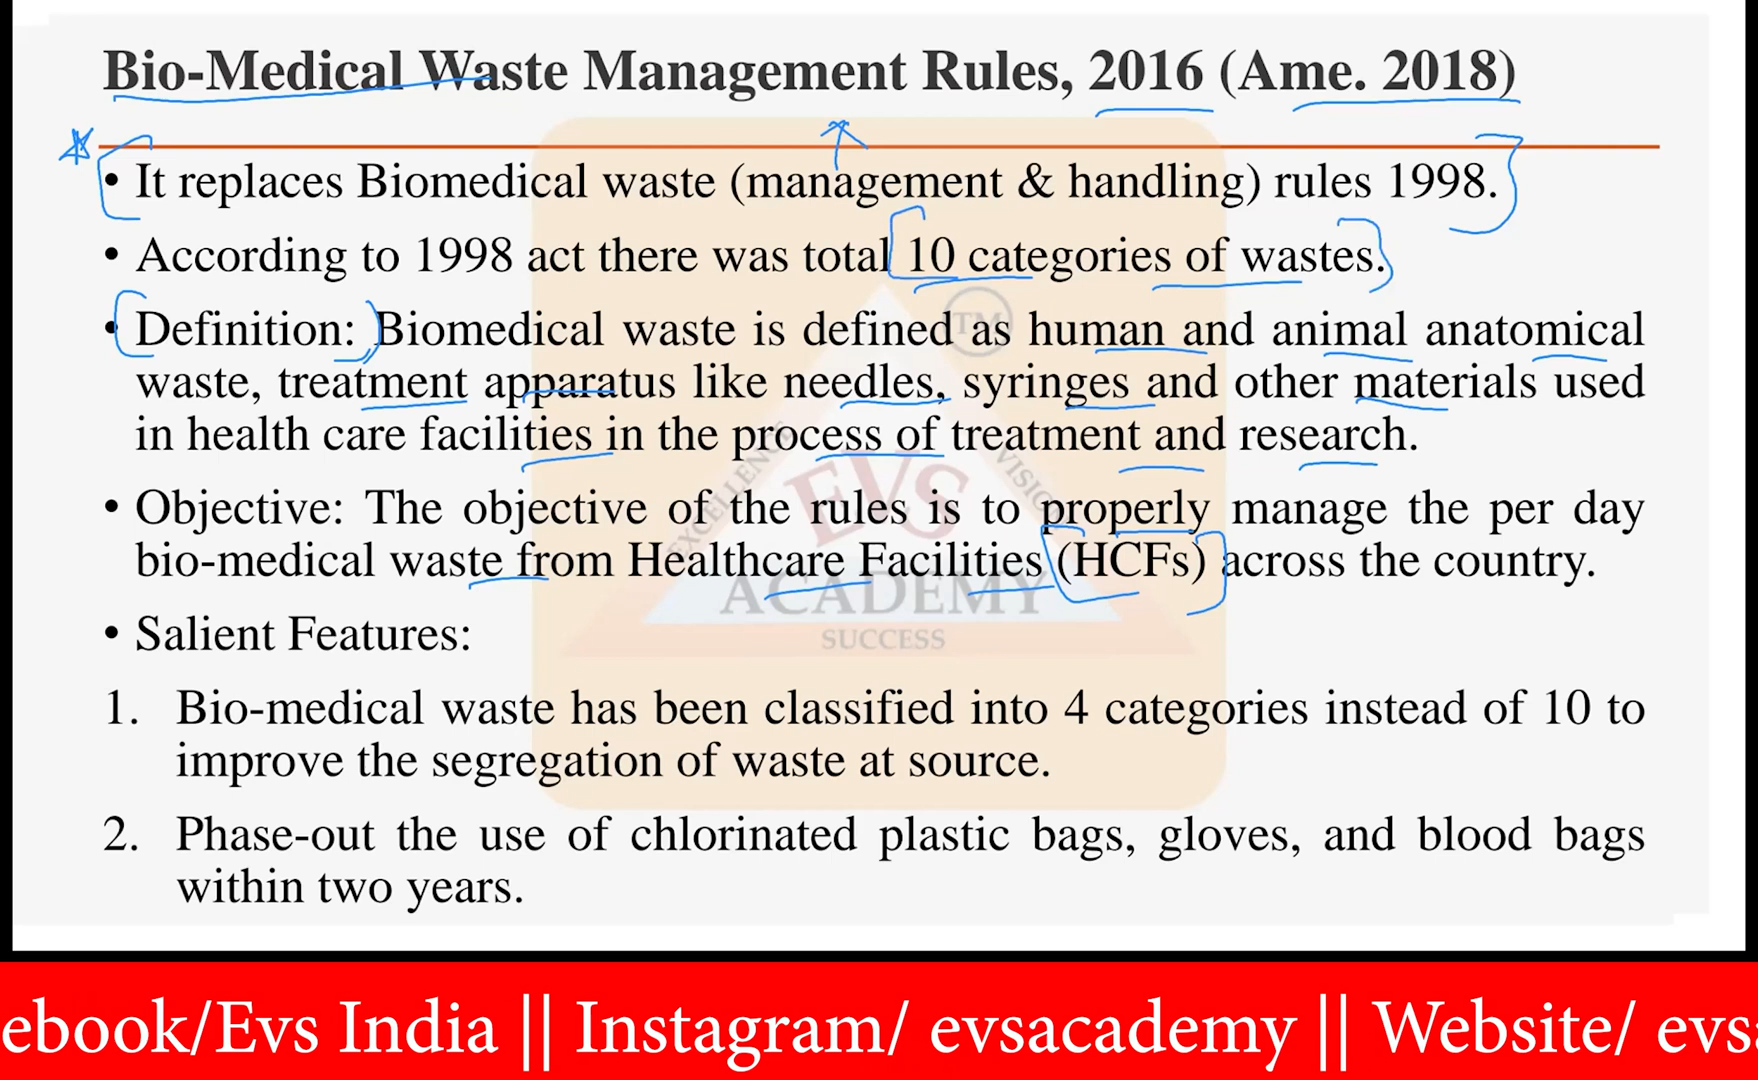 Bio-Medical Waste Management Rules, 2016 (Ame. 2018)
• It replaces Biomedical waste (management & handling) rules 1998.
• According to 1998 act there was total 10 categories of wastes.
• Definition: Biomedical waste is defined as human and animal anatomical
waste, treatment apparatus like needles, syringes and other materials used
in health care facilities in the process of treatment and research.
• Objective: The objective of the rules is to properly manage the per day
bio-medical waste from Healthcare Facilities (HCFs) across the country.
• Salient Features:
1. Bio-medical waste has been classified into 4 categories instead of 10 to
improve the segregation of waste at source.
2. Phase-out the use of chlorinated plastic bags, gloves, and blood bags
within two years.
TM
EXCELLENCE
VISION
EVS
ACADEMY
SUCCESS
ebook/Evs India || Instagram/ evsacademy || Website/ evs